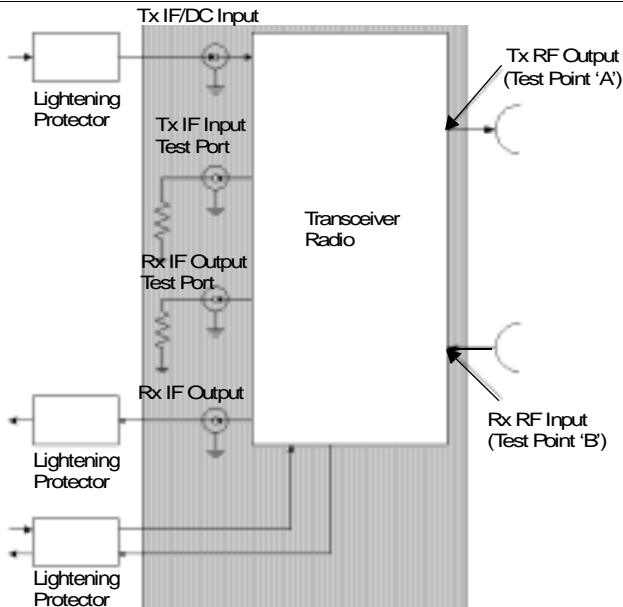 Tx IF/DC Input
Lightening
Protector
Tx RF Output
(Test Point ‘A’)
Tx IF Input
Test Port
Transceiver
Radio
Rx IF Output
Test Port
Rx IF Output
Lightening
Protector
Rx RF Input
(Test Point ‘B’)
Lightening
Protector